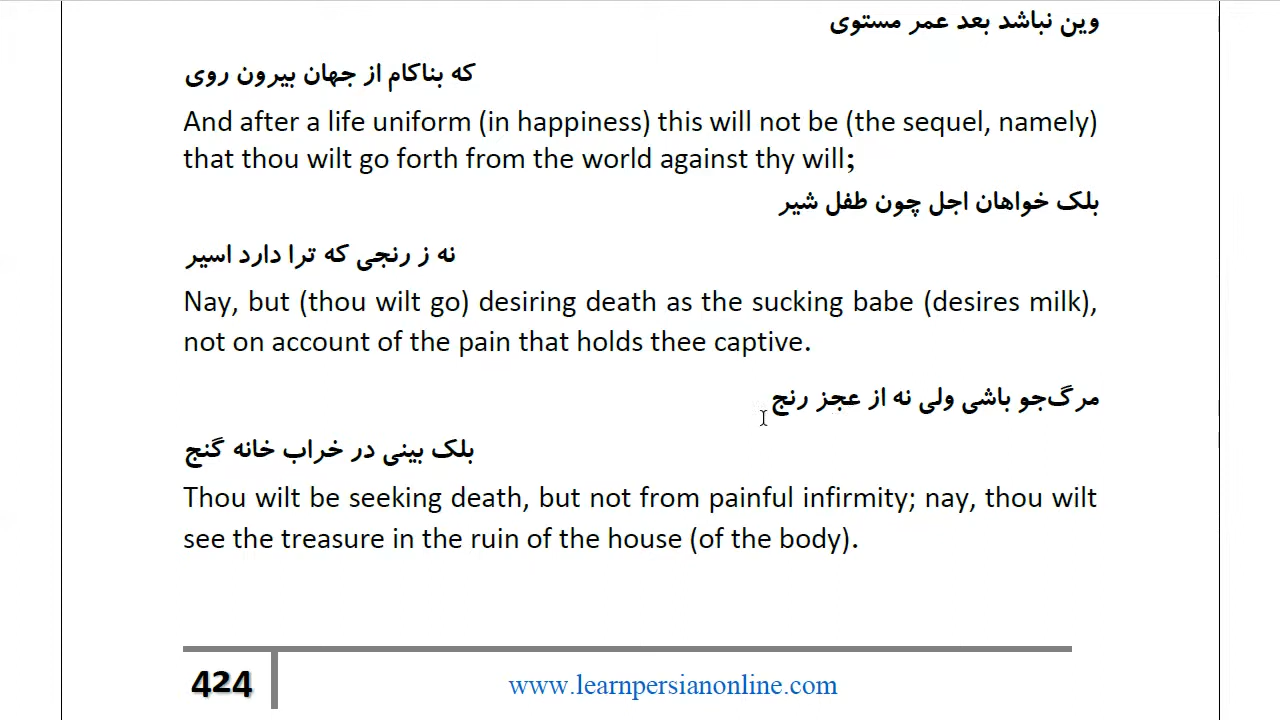 وین نباشد بعد عمر مستوی
که بناکام از جهان بیرون روی
And after a life uniform (in happiness) this will not be (the sequel, namely)
that thou wilt go forth from the world against thy will;
بلک خواهان اجل چون طفل شیر
نه ز رنجی که ترا دارد اسیر
Nay, but (thou wilt go) desiring death as the sucking babe (desires milk),
not on account of the pain that holds thee captive.
مرگ‌جو باشی ولی نه از عجز رنج
بلک بینی در خراب خانه گنج
Thou wilt be seeking death, but not from painful infirmity; nay, thou wilt
see the treasure in the ruin of the house (of the body).
424
www.learnpersianonline.com